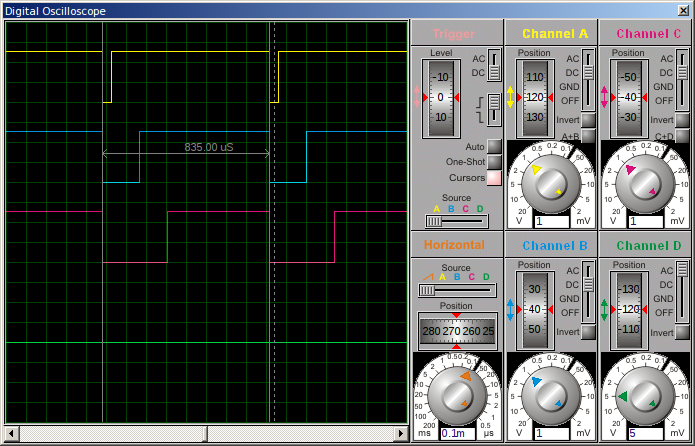 Digital Oscilloscope
835.00 uS
Trigger
Level
-10
0
10
AC
DC
Auto
One-Shot
Cursors
Source
A B C D
Horizontal
Source
A B C D
Position
280 270 260 25
ms 0.1m µs
Channel A
Position
110
120
130
AC
DC
GND
OFF
Invert
A+B
V 1 mV
Channel C
Position
-50
-40
-30
AC
DC
GND
OFF
Invert
C+D
V 1 mV
Channel B
Position
30
40
50
AC
DC
GND
OFF
Invert
V 1 mV
Channel D
Position
-130
-120
-110
AC
DC
GND
OFF
Invert
V 5 mV